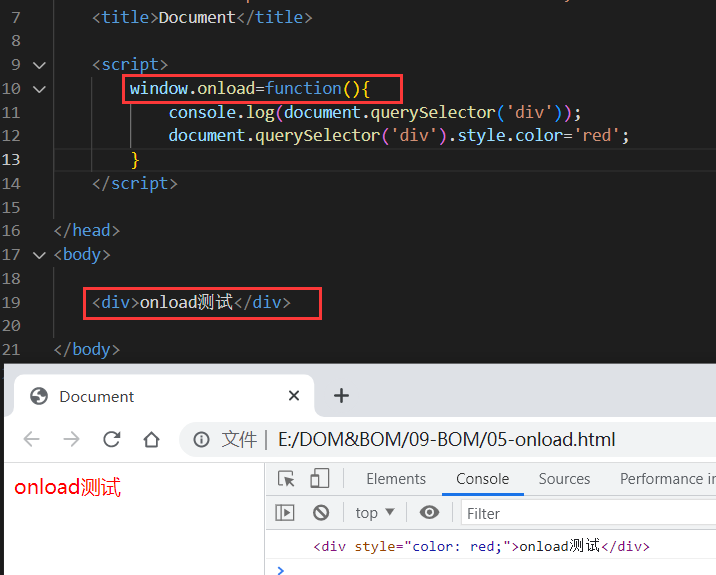 7 <title>Document</title>
8
9 <script>
10 window.onload=function(){
11 console.log(document.querySelector('div'));
12 document.querySelector('div').style.color='red';
13 }
14 </script>
15
16 </head>
17 <body>
18
19 <div>onload测试</div>
20
21 </body>
Document
文件 | E:/DOM&BOM/09-BOM/05-onload.html
onload测试
Elements Console Sources Performance in
top Filter
<div style="color: red;">onload测试</div>